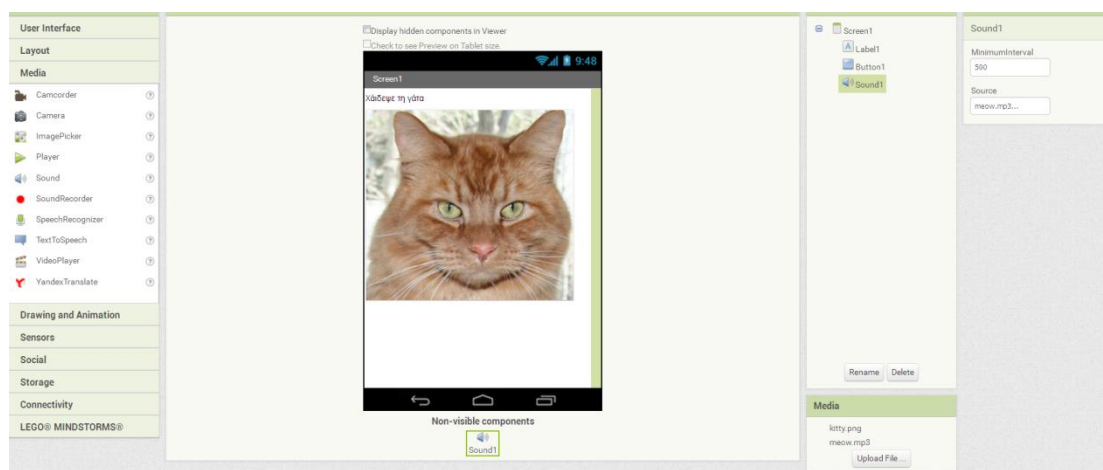 User Interface
Layout
Media
Camcorder
Camera
ImagePicker
Player
Sound
SoundRecorder
SpeechRecognizer
TextToSpeech
VideoPlayer
YandexTranslate
Drawing and Animation
Sensors
Social
Storage
Connectivity
LEGO® MINDSTORMS®
Display hidden components in Viewer
Check to see Preview on Tablet size.
9:48
Screen1
Χάιδεψε τη γάτα
Non-visible components
Sound1
Screen1
Label1
Button1
Sound1
Rename Delete
Media
kitty.png
meow.mp3
Upload File ...
Sound1
MinimumInterval
500
Source
meow.mp3...